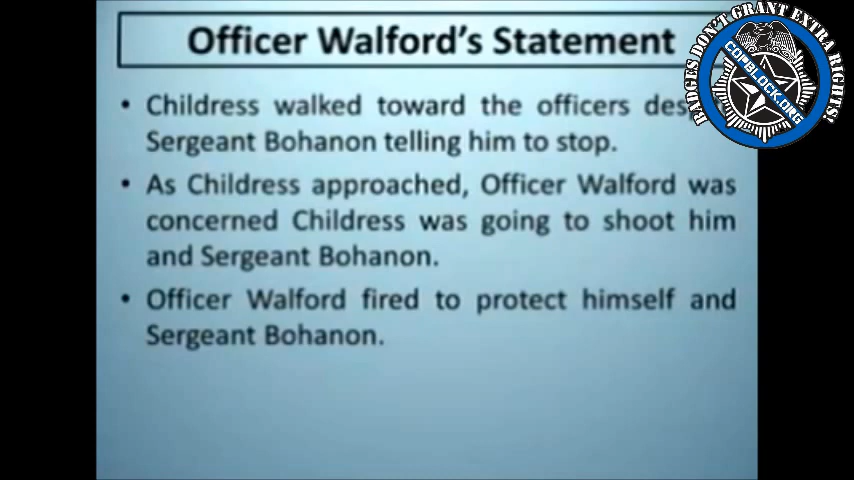 Officer Walford's Statement
• Childress walked toward the officers
Sergeant Bohanon telling him to stop.
• As Childress approached, Officer Walford was
concerned Childress was going to shoot him
and Sergeant Bohanon.
• Officer Walford fired to protect himself and
Sergeant Bohanon.
BADGES DON'T GRANT EXTRA RIGHTS!
COPBLOCK.ORG